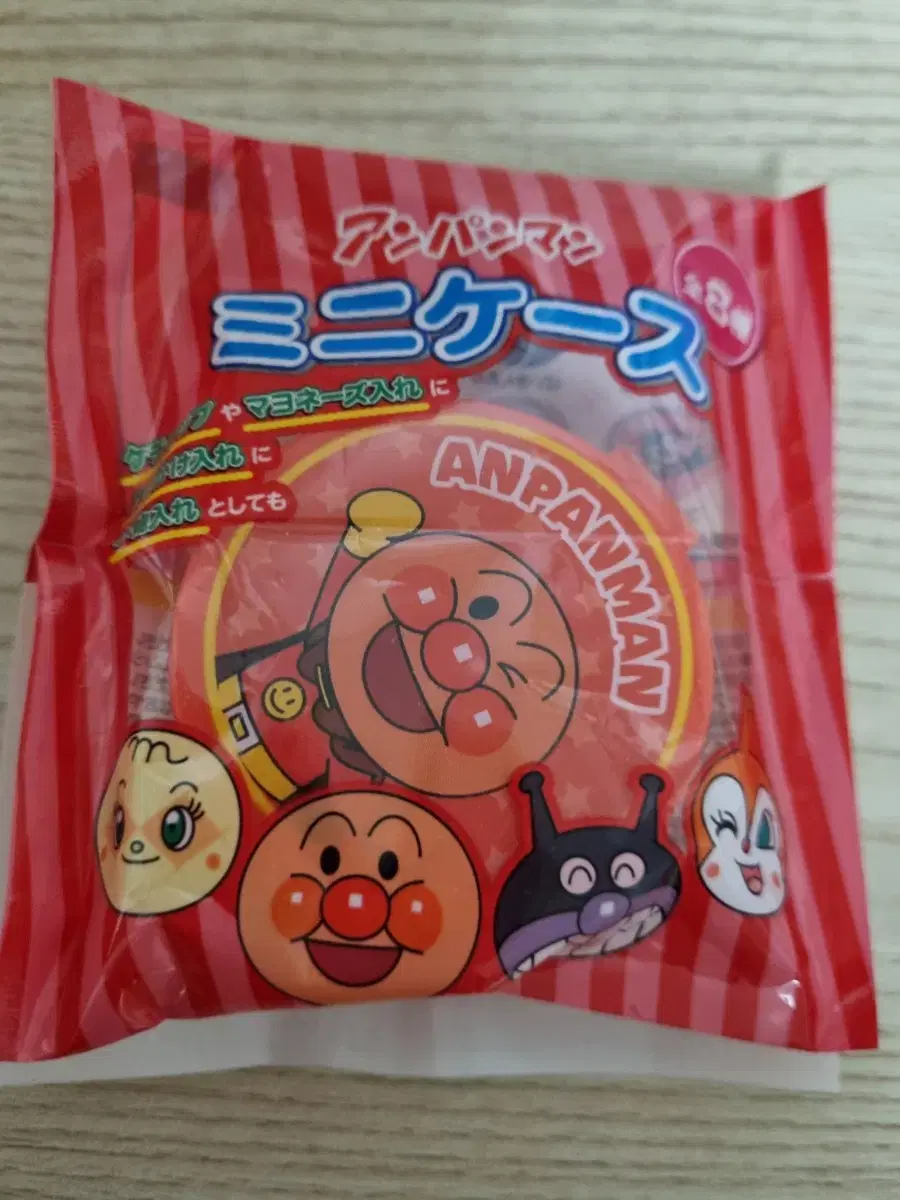 アンパンマン
全8種
ミニケース
ケチャップやマヨネーズ入れに
入れに
入れとしても
ANPANMAN